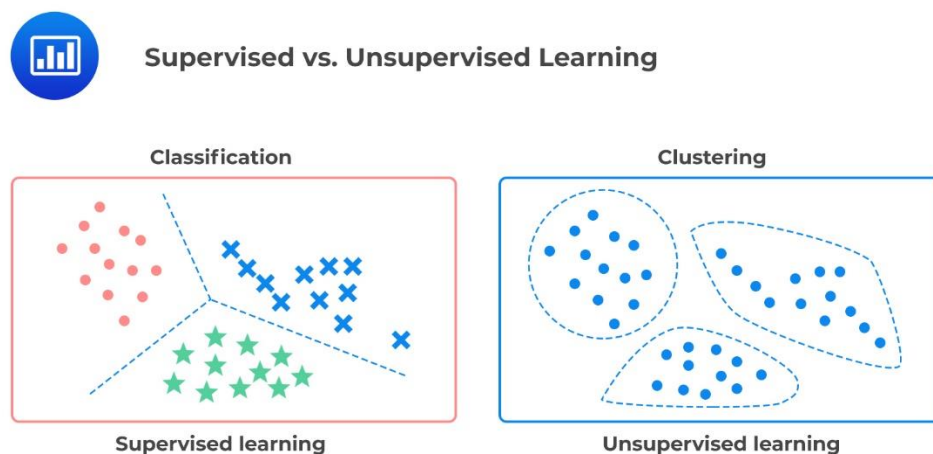 Supervised vs. Unsupervised Learning
Classification
Clustering
Supervised learning
Unsupervised learning